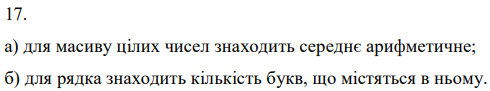 17.
а) для масиву цілих чисел знаходить середнє арифметичне;
б) для рядка знаходить кількість букв, що містяться в ньому.